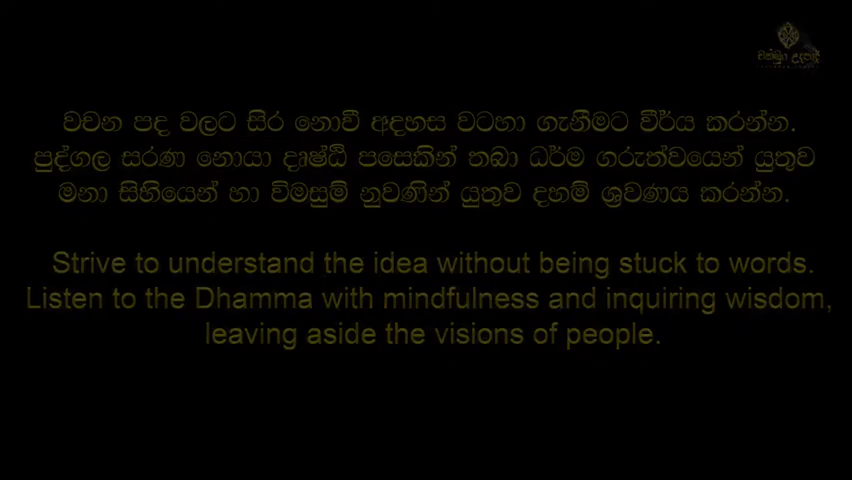 වචන පද වලට සිර නොවී අදහස වටහා ගැනීමට වීර්ය කරන්න.
පුද්ගල සරණ නොයා දෘෂ්ඨි පසෙකින් තබා ධර්ම ගරුත්වයෙන් යුතුව
මනා සිහියෙන් හා විමසුම් නුවණින් යුතුව දහම් ශ්‍රවණය කරන්න.
Strive to understand the idea without being stuck to words.
Listen to the Dhamma with mindfulness and inquiring wisdom,
leaving aside the visions of people.